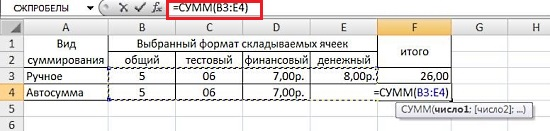 СЖПРОБЕЛЫ =СУММ(B3:E4)
A B C D E F
1 Вид Выбранный формат складываемых ячеек итого
2 суммирования общий тестовый финансовый денежный
3 Ручное 5 06 7,00р. 8,00р. 26,00
4 Автосумма 5 06 7,00р. =СУММ(B3:E4)
5 СУММ(число1; [число2]; ...)
6